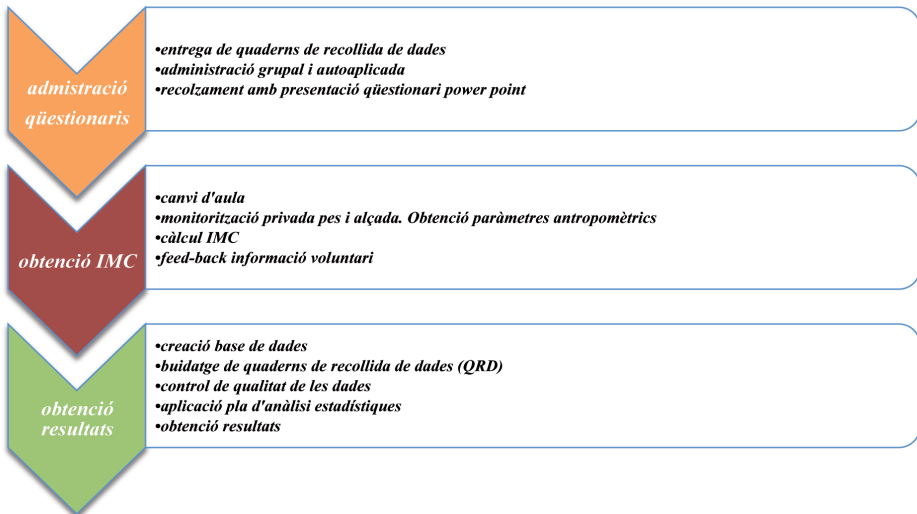 admistració
qüestionaris
•entrega de quaderns de recollida de dades
•administració grupal i autoaplicada
•recolzament amb presentació qüestionari power point
obtenció IMC
•canvi d'aula
•monitorització privada pes i alçada. Obtenció paràmetres antropomètrics
•càlcul IMC
•feed-back informació voluntari
obtenció
resultats
•creació base de dades
•buidatge de quaderns de recollida de dades (QRD)
•control de qualitat de les dades
•aplicació pla d'anàlisi estadístiques
•obtenció resultats